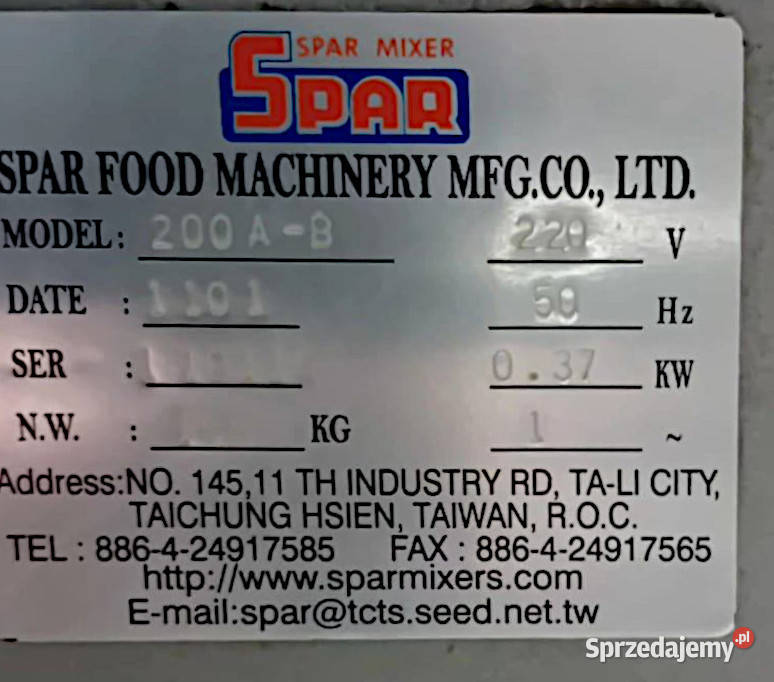 SPAR MIXER
SPAR
SPAR FOOD MACHINERY MFG.CO., LTD.
MODEL: 200A-B 220 V
DATE : 1101 50 Hz
SER : 0.37 KW
N.W. : KG 1 ~
Address:NO. 145,11 TH INDUSTRY RD, TA-LI CITY,
TAICHUNG HSIEN, TAIWAN, R.O.C.
TEL : 886-4-24917585 FAX : 886-4-24917565
http://www.sparmixers.com
E-mail:spar@tcts.seed.net.tw
Sprzedajemy.pl